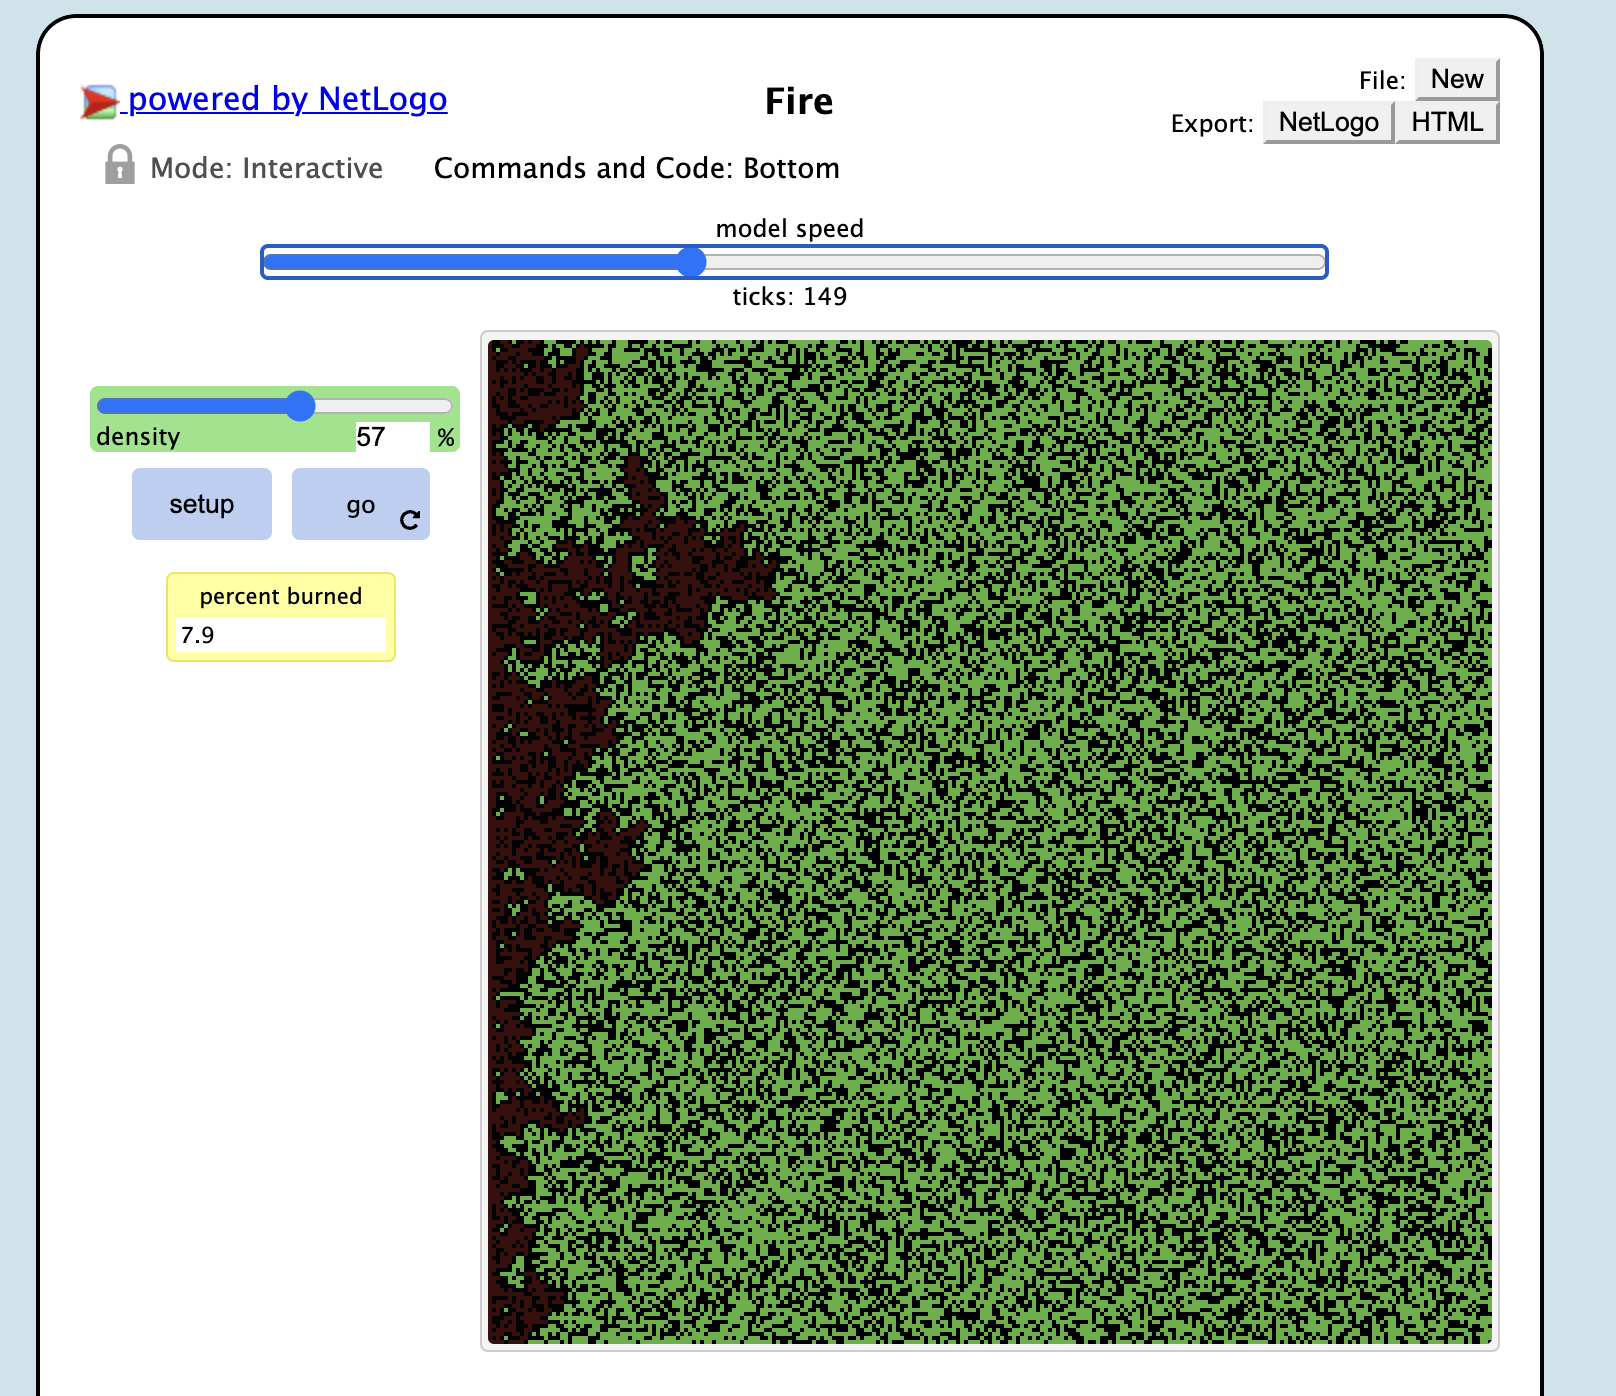 powered by NetLogo
Fire
File: New
Export: NetLogo HTML
Mode: Interactive
Commands and Code: Bottom
model speed
ticks: 149
density 57 %
setup
go
percent burned
7.9